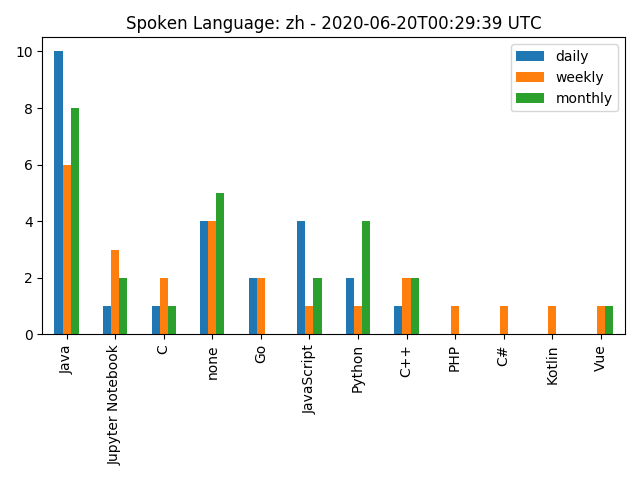 Spoken Language: zh - 2020-06-20T00:29:39 UTC
daily
weekly
monthly
10
8
6
4
2
0
Java
Jupyter Notebook
C
none
Go
JavaScript
Python
C++
PHP
C#
Kotlin
Vue